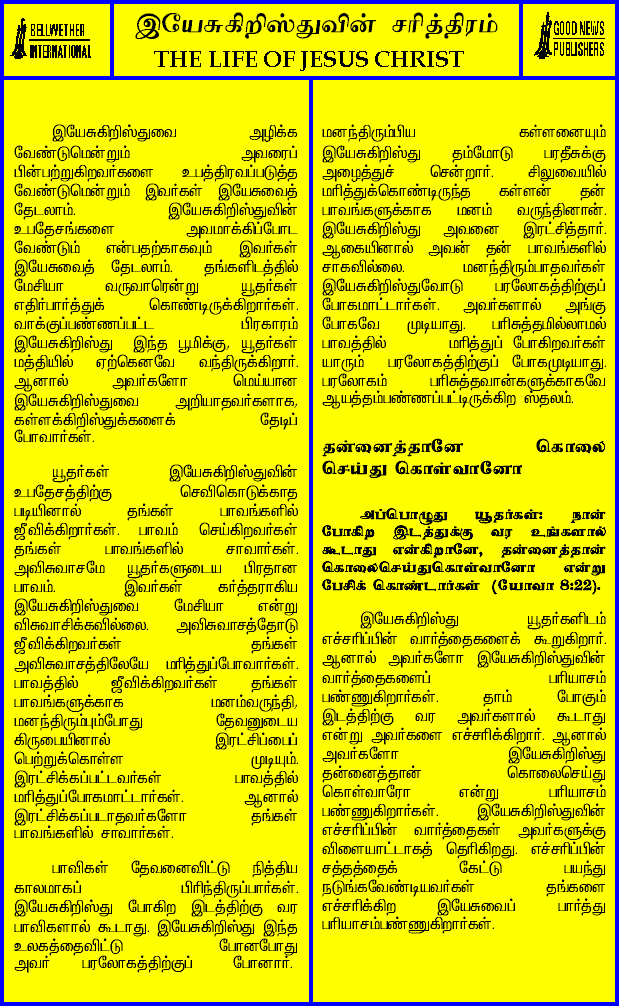 BELLWETHER
INTERNATIONAL
இயேசுகிறிஸ்துவின் சரித்திரம்
THE LIFE OF JESUS CHRIST
GOOD NEWS
PUBLISHERS
இயேசுகிறிஸ்துவை அழிக்க
வேண்டுமென்றும் அவரைப்
பின்பற்றுகிறவர்களை உபத்திரவப்படுத்த
வேண்டுமென்றும் இவர்கள் இயேசுவைத்
தேடலாம். இயேசுகிறிஸ்துவின்
உபதேசங்களை அவமாக்கிப்போட
வேண்டும் என்பதற்காகவும் இவர்கள்
இயேசுவைத் தேடலாம். தங்களிடத்தில்
மேசியா வருவாரென்று யூதர்கள்
எதிர்பார்த்துக் கொண்டிருக்கிறார்கள்.
வாக்குப்பண்ணப்பட்ட பிரகாரம்
இயேசுகிறிஸ்து இந்த பூமிக்கு, யூதர்கள்
மத்தியில் ஏற்கெனவே வந்திருக்கிறார்.
ஆனால் அவர்களோ மெய்யான
இயேசுகிறிஸ்துவை அறியாதவர்களாக,
கள்ளக்கிறிஸ்துக்களைக் தேடிப்
போவார்கள்.
யூதர்கள் இயேசுகிறிஸ்துவின்
உபதேசத்திற்கு செவிகொடுக்காத
படியினால் தங்கள் பாவங்களில்
ஜீவிக்கிறார்கள். பாவம் செய்கிறவர்கள்
தங்கள் பாவங்களில் சாவார்கள்.
அவிசுவாசமே யூதர்களுடைய பிரதான
பாவம். இவர்கள் கர்த்தராகிய
இயேசுகிறிஸ்துவை மேசியா என்று
விசுவாசிக்கவில்லை. அவிசுவாசத்தோடு
ஜீவிக்கிறவர்கள் தங்கள்
அவிசுவாசத்திலேயே மரித்துப்போவார்கள்.
பாவத்தில் ஜீவிக்கிறவர்கள் தங்கள்
பாவங்களுக்காக மனம்வருந்தி,
மனந்திரும்பும்போது தேவனுடைய
கிருபையினால் இரட்சிப்பைப்
பெற்றுக்கொள்ள முடியும்.
இரட்சிக்கப்பட்டவர்கள் பாவத்தில்
மரித்துப்போகமாட்டார்கள். ஆனால்
இரட்சிக்கப்படாதவர்களோ தங்கள்
பாவங்களில் சாவார்கள்.
பாவிகள் தேவனைவிட்டு நித்திய
காலமாகப் பிரிந்திருப்பார்கள்.
இயேசுகிறிஸ்து போகிற இடத்திற்கு வர
பாவிகளால் கூடாது. இயேசுகிறிஸ்து இந்த
உலகத்தைவிட்டு போனபோது
அவர் பரலோகத்திற்குப் போனார்.
மனந்திரும்பிய கள்ளனையும்
இயேசுகிறிஸ்து தம்மோடு பரதீசுக்கு
அழைத்துச் சென்றார். சிலுவையில்
மரித்துக்கொண்டிருந்த கள்ளன் தன்
பாவங்களுக்காக மனம் வருந்தினான்.
இயேசுகிறிஸ்து அவனை இரட்சித்தார்.
ஆகையினால் அவன் தன் பாவங்களில்
சாகவில்லை. மனந்திரும்பாதவர்கள்
இயேசுகிறிஸ்துவோடு பரலோகத்திற்குப்
போகமாட்டார்கள். அவர்களால் அங்கு
போகவே முடியாது. பரிசுத்தமில்லாமல்
பாவத்தில் மரித்துப் போகிறவர்கள்
யாரும் பரலோகத்திற்குப் போகமுடியாது.
பரலோகம் பரிசுத்தவான்களுக்காகவே
ஆயத்தம்பண்ணப்பட்டிருக்கிற ஸ்தலம்.
தன்னைத்தானே கொலை
செய்து கொள்வானோ
அப்பொழுது யூதர்கள்: நான்
போகிற இடத்துக்கு வர உங்களால்
கூடாது என்கிறானே, தன்னைத்தான்
கொலைசெய்துகொள்வானோ என்று
பேசிக் கொண்டார்கள் (யோவா 8:22).
இயேசுகிறிஸ்து யூதர்களிடம்
எச்சரிப்பின் வார்த்தைகளைக் கூறுகிறார்.
ஆனால் அவர்களோ இயேசுகிறிஸ்துவின்
வார்த்தைகளைப் பரியாசம்
பண்ணுகிறார்கள். தாம் போகும்
இடத்திற்கு வர அவர்களால் கூடாது
என்று அவர்களை எச்சரிக்கிறார். ஆனால்
அவர்களோ இயேசுகிறிஸ்து
தன்னைத்தான் கொலைசெய்து
கொள்வாரோ என்று பரியாசம்
பண்ணுகிறார்கள். இயேசுகிறிஸ்துவின்
எச்சரிப்பின் வார்த்தைகள் அவர்களுக்கு
விளையாட்டாகத் தெரிகிறது. எச்சரிப்பின்
சத்தத்தைக் கேட்டு பயந்து
நடுங்கவேண்டியவர்கள் தங்களை
எச்சரிக்கிற இயேசுவைப் பார்த்து
பரியாசம்பண்ணுகிறார்கள்.